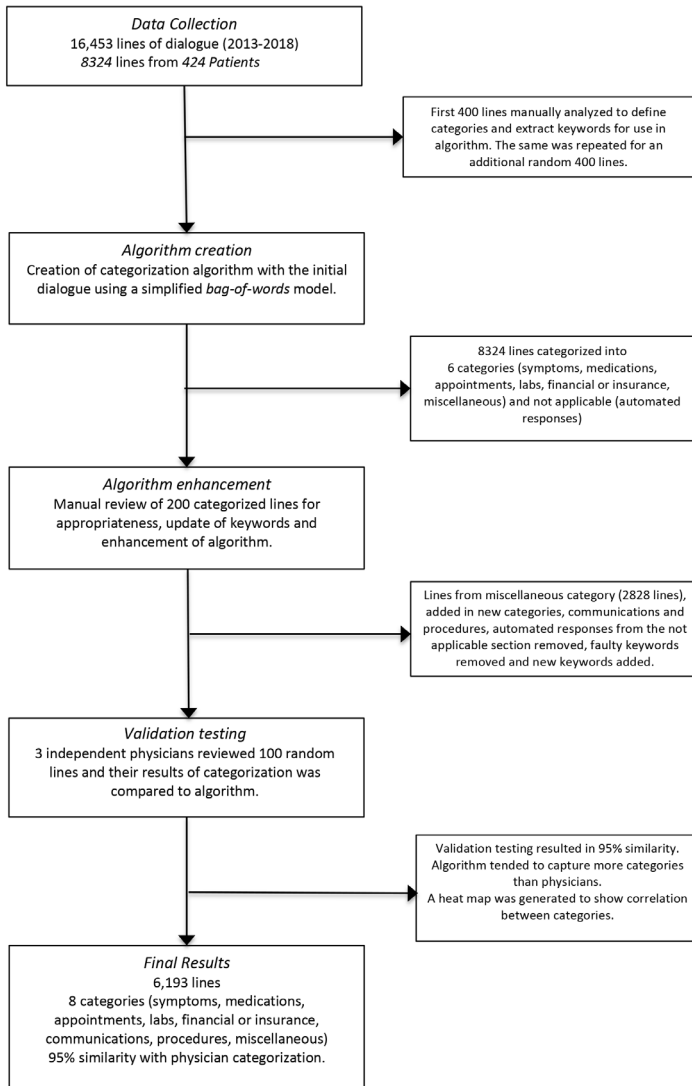 Data Collection
16,453 lines of dialogue (2013-2018)
8324 lines from 424 Patients
First 400 lines manually analyzed to define
categories and extract keywords for use in
algorithm. The same was repeated for an
additional random 400 lines.
Algorithm creation
Creation of categorization algorithm with the initial
dialogue using a simplified bag-of-words model.
8324 lines categorized into
6 categories (symptoms, medications,
appointments, labs, financial or insurance,
miscellaneous) and not applicable (automated
responses)
Algorithm enhancement
Manual review of 200 categorized lines for
appropriateness, update of keywords and
enhancement of algorithm.
Lines from miscellaneous category (2828 lines),
added in new categories, communications and
procedures, automated responses from the not
applicable section removed, faulty keywords
removed and new keywords added.
Validation testing
3 independent physicians reviewed 100 random
lines and their results of categorization was
compared to algorithm.
Validation testing resulted in 95% similarity.
Algorithm tended to capture more categories
than physicians.
A heat map was generated to show correlation
between categories.
Final Results
6,193 lines
8 categories (symptoms, medications,
appointments, labs, financial or insurance,
communications, procedures, miscellaneous)
95% similarity with physician categorization.